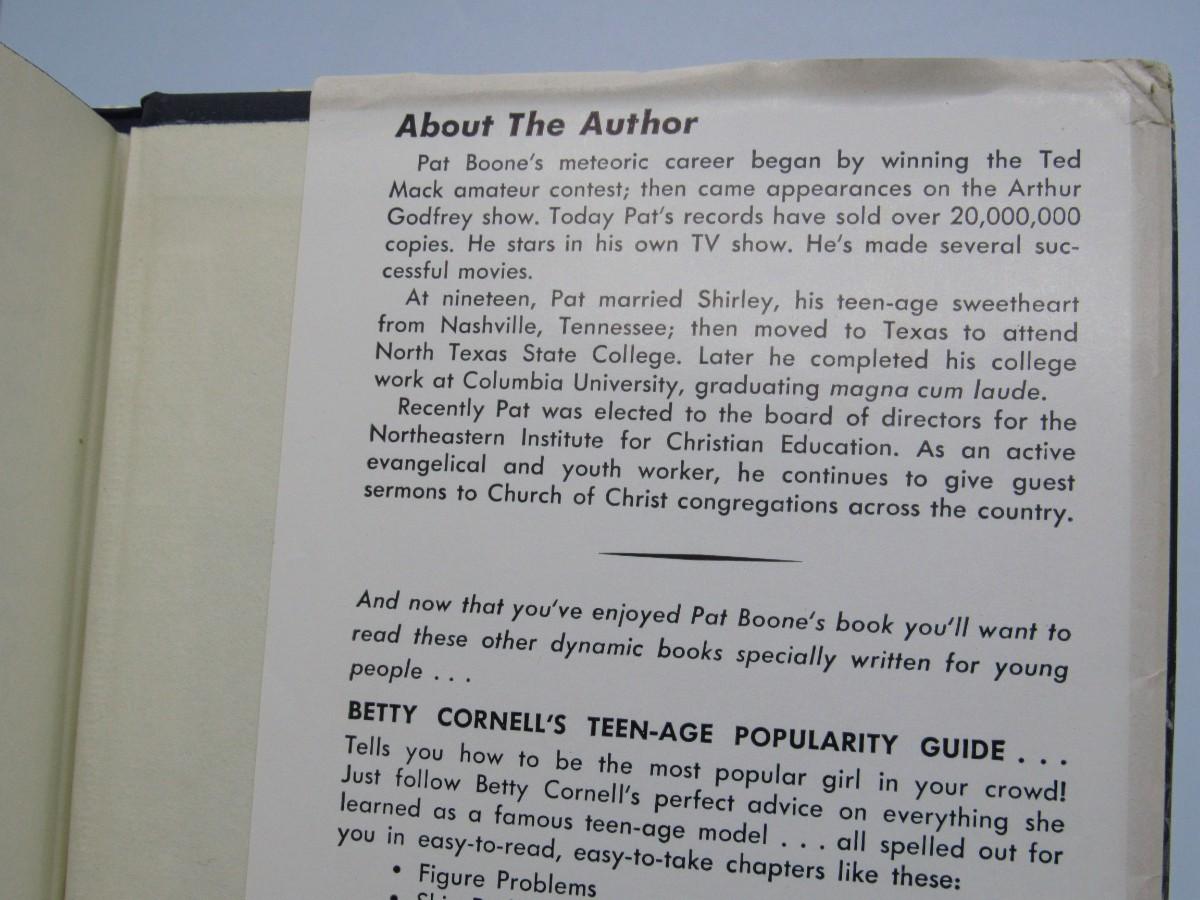 About The Author
Pat Boone's meteoric career began by winning the Ted
Mack amateur contest; then came appearances on the Arthur
Godfrey show. Today Pat's records have sold over 20,000,000
copies. He stars in his own TV show. He's made several suc-
cessful movies.
At nineteen, Pat married Shirley, his teen-age sweetheart
from Nashville, Tennessee; then moved to Texas to attend
North Texas State College. Later he completed his college
work at Columbia University, graduating magna cum laude.
Recently Pat was elected to the board of directors for the
Northeastern Institute for Christian Education. As an active
evangelical and youth worker, he continues to give guest
sermons to Church of Christ congregations across the country.
And now that you've enjoyed Pat Boone's book you'll want to
read these other dynamic books specially written for young
people . . .
BETTY CORNELL'S TEEN-AGE POPULARITY GUIDE . . .
Tells you how to be the most popular girl in your crowd!
Just follow Betty Cornell's perfect advice on everything she
learned as a famous teen-age model . . . all spelled out for
you in easy-to-read, easy-to-take chapters like these:
• Figure Problems